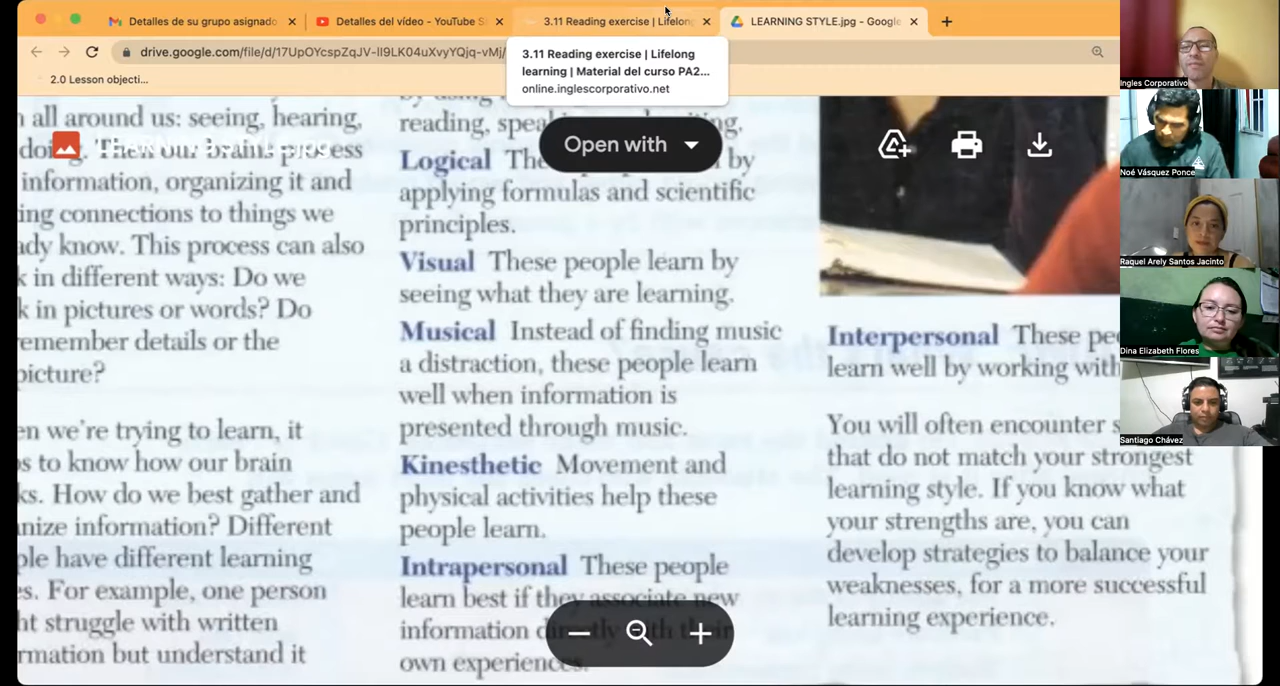 Detalles de su grupo asignado
Detalles del vídeo - YouTube S
3.11 Reading exercise | Lifelong
LEARNING STYLE.jpg - Google
drive.google.com/file/d/17UpOYcspZqJV-lI9LK04uXvyYQjq-vMj/
3.11 Reading exercise | Lifelong
learning | Material del curso PA2...
online.inglescorporativo.net
2.0 Lesson objecti...
Open with
all around us: seeing, hearing,
Then our brains process
information, organizing it and
ing connections to things we
ady know. This process can also
k in different ways: Do we
k in pictures or words? Do
remember details or the
picture?
en we're trying to learn, it
s to know how our brain
ks. How do we best gather and
nize information? Different
ple have different learning
es. For example, one person
ht struggle with written
rmation but understand it
reading,
Logical by
applying formulas and scientific
principles.
Visual These people learn by
seeing what they are learning.
Musical Instead of finding music
a distraction, these people learn
well when information is
presented through music.
Kinesthetic Movement and
physical activities help these
people learn.
Intrapersonal These people
learn best if they associate new
information directly with their
own experiences.
Interpersonal These pe
learn well by working with
You will often encounter s
that do not match your strongest
learning style. If you know what
your strengths are, you can
develop strategies to balance your
weaknesses, for a more successful
learning experience.
Ingles Corporativo
Noé Vásquez Ponce
Raquel Arely Santos Jacinto
Dina Elizabeth Flores
Santiago Chávez